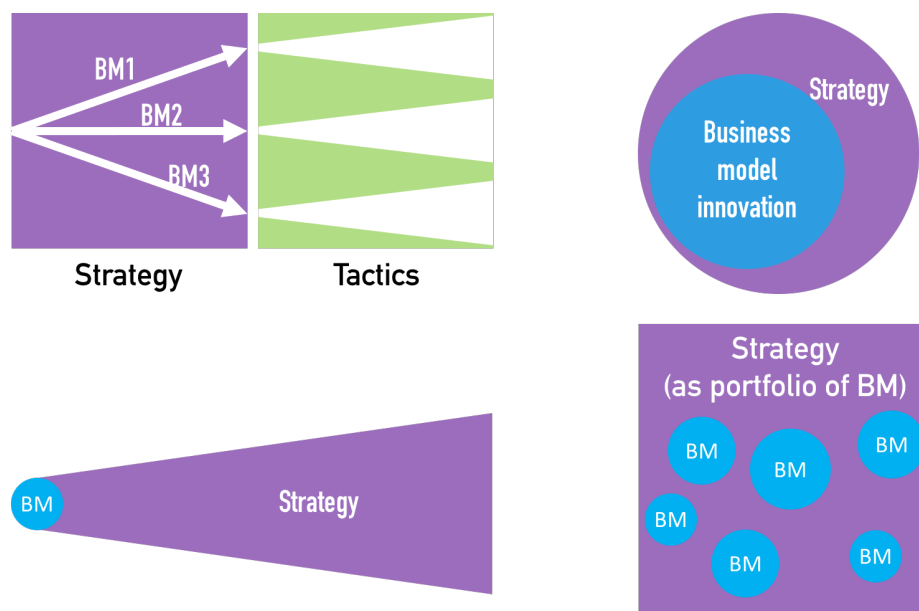 BM1
BM2
BM3
Strategy
Tactics
Strategy
Business
model
innovation
BM
Strategy
Strategy
(as portfolio of BM)
BM
BM
BM
BM
BM
BM